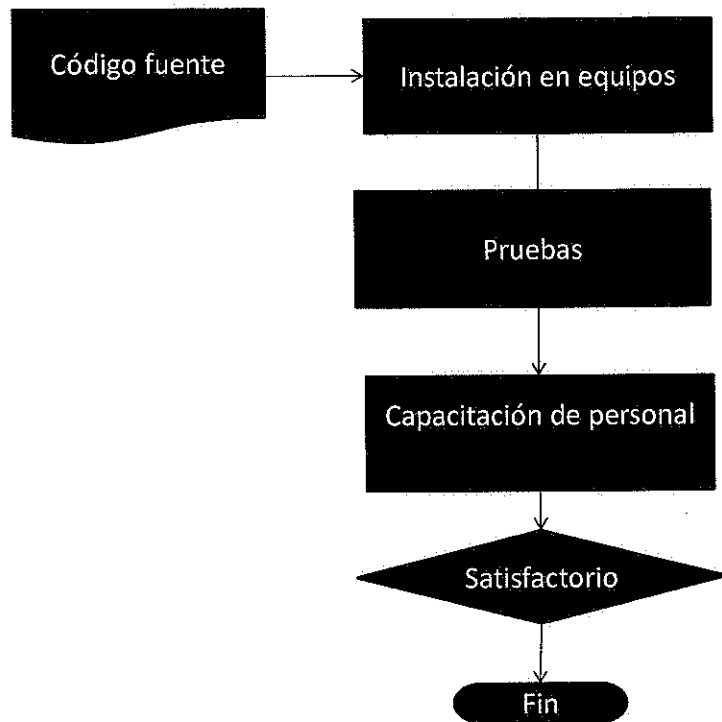 Código fuente
Instalación en equipos
Pruebas
Capacitación de personal
Satisfactorio
Fin